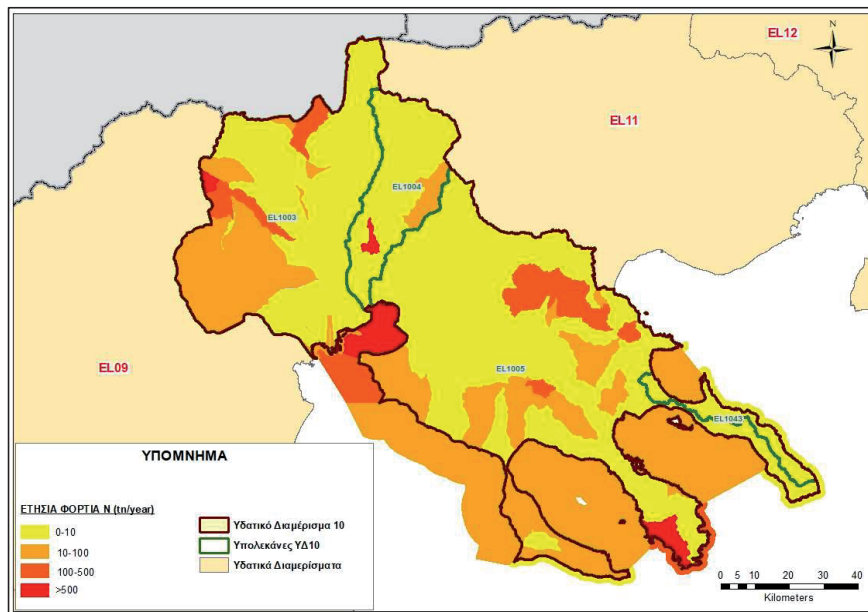 EL12
N
EL11
EL1004
EL1003
EL09
EL1005
EL1043
ΥΠΟΜΝΗΜΑ
ΕΤΗΣΙΑ ΦΟΡΤΙΑ N (tn/year)
0-10
10-100
100-500
>500
Υδατικό Διαμέρισμα 10
Υπολεκάνες ΥΔ10
Υδατικά Διαμερίσματα
0 5 10 20 30 40
Kilometers